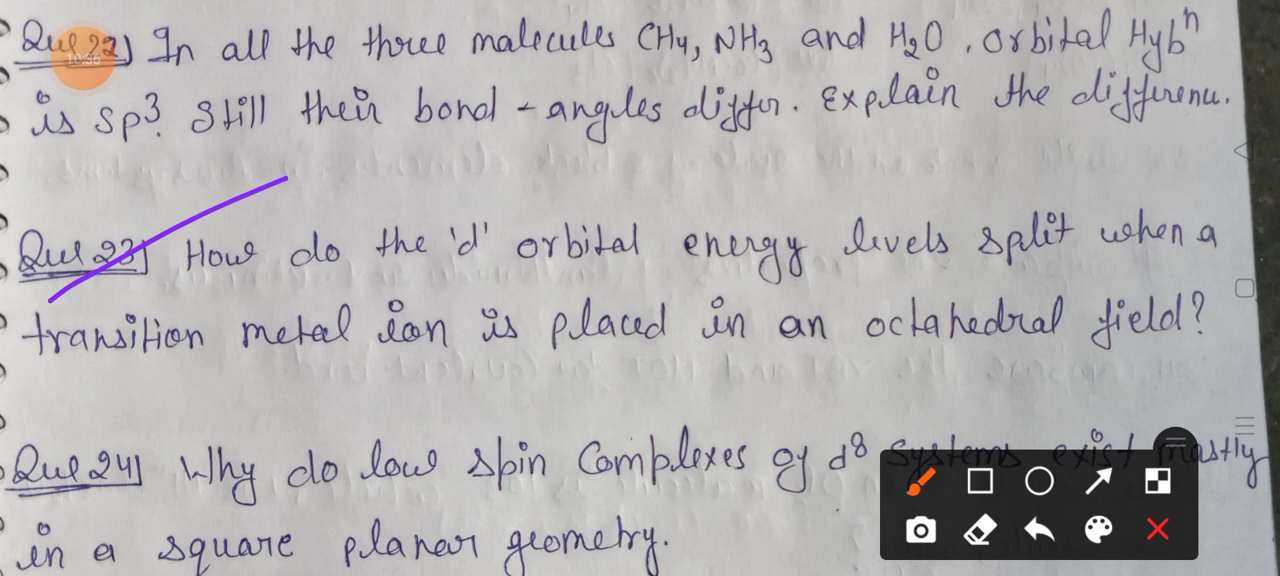 Que 22) In all the three malecules CH4, NH3 and H2O, orbital Hybⁿ
is sp3. Still their bond-angles differ. Explain the difference.
Que 23) How do the 'd' orbital energy levels split when a
transition metal ion is placed in an octahedral field?
Que 24) Why do low spin Complexes of d8 systems exist mostly
in a square planar geometry.
10:56